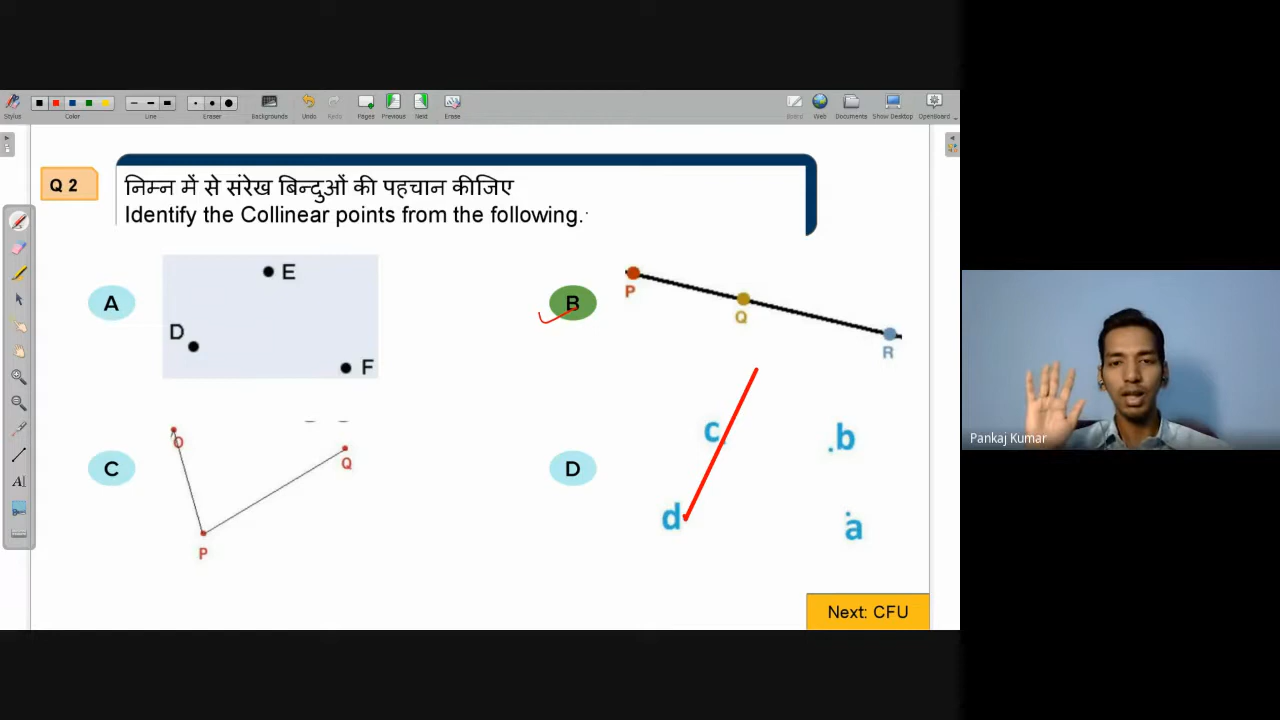 Stylus
Color
Line
Eraser
Backgrounds
Undo
Redo
Pages
Previous
Next
Erase
Board
Web
Documents
Show Desktop
OpenBoard
Q 2
निम्न में से संरेख बिन्दुओं की पहचान कीजिए
Identify the Collinear points from the following.
A
E
D
F
B
P
Q
R
C
O
Q
P
D
c
.b
d
a
AI
Pankaj Kumar
Next: CFU